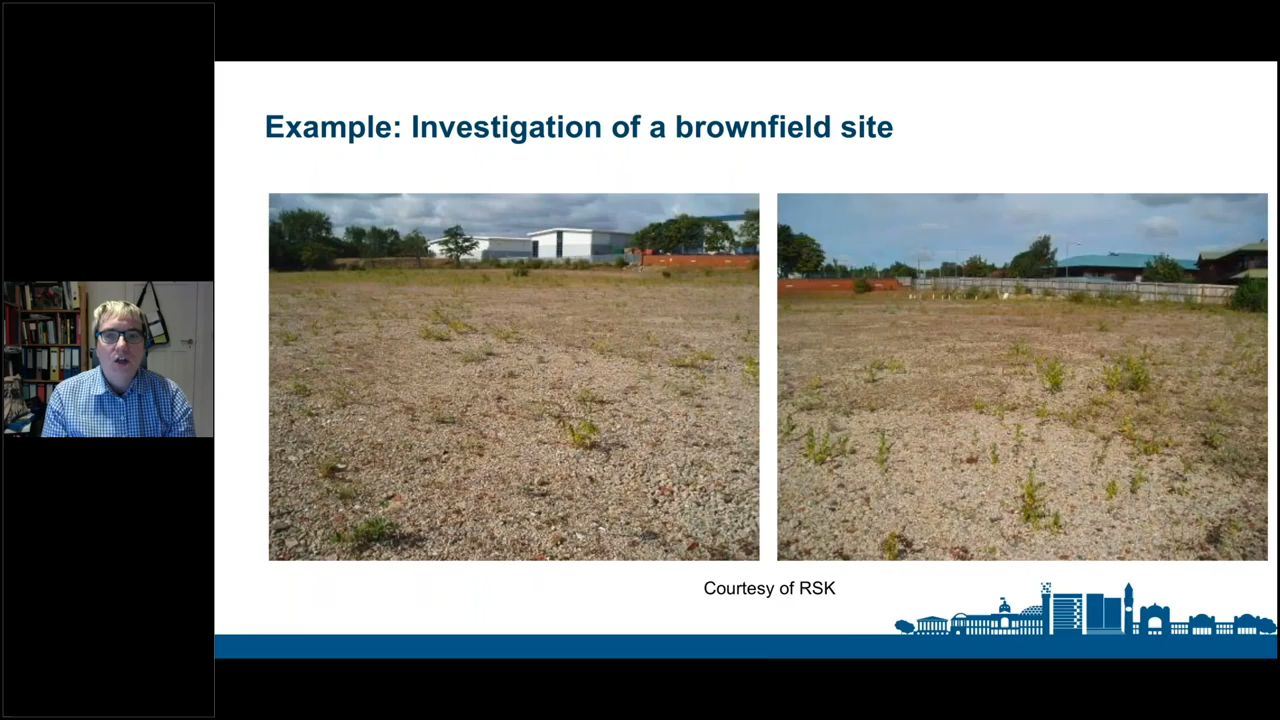 Example: Investigation of a brownfield site
Courtesy of RSK